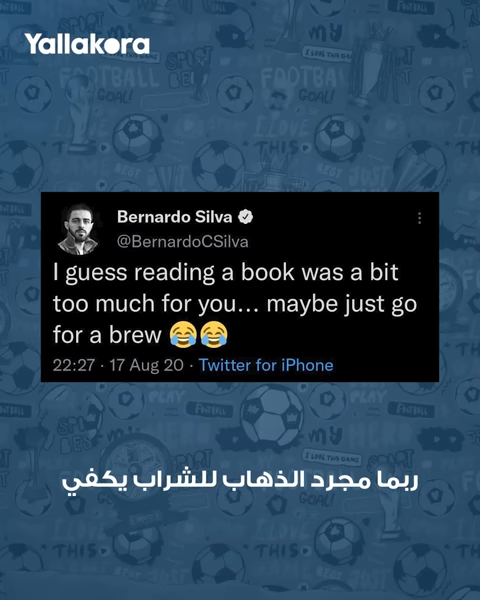 Yallakora
Bernardo Silva
@BernardoCSilva
I guess reading a book was a bit
too much for you... maybe just go
for a brew 😂😂
22:27 · 17 Aug 20 · Twitter for iPhone
ربما مجرد الذهاب للشراب يكفي